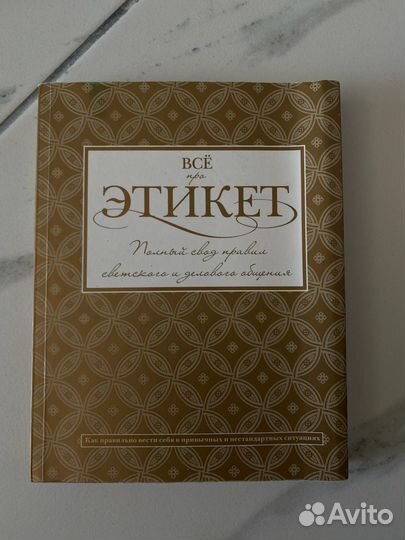 ВСЁ
про
ЭТИКЕТ
Полный свод правил
светского и делового общения
Как правильно вести себя в привычных и нестандартных ситуациях
Avito